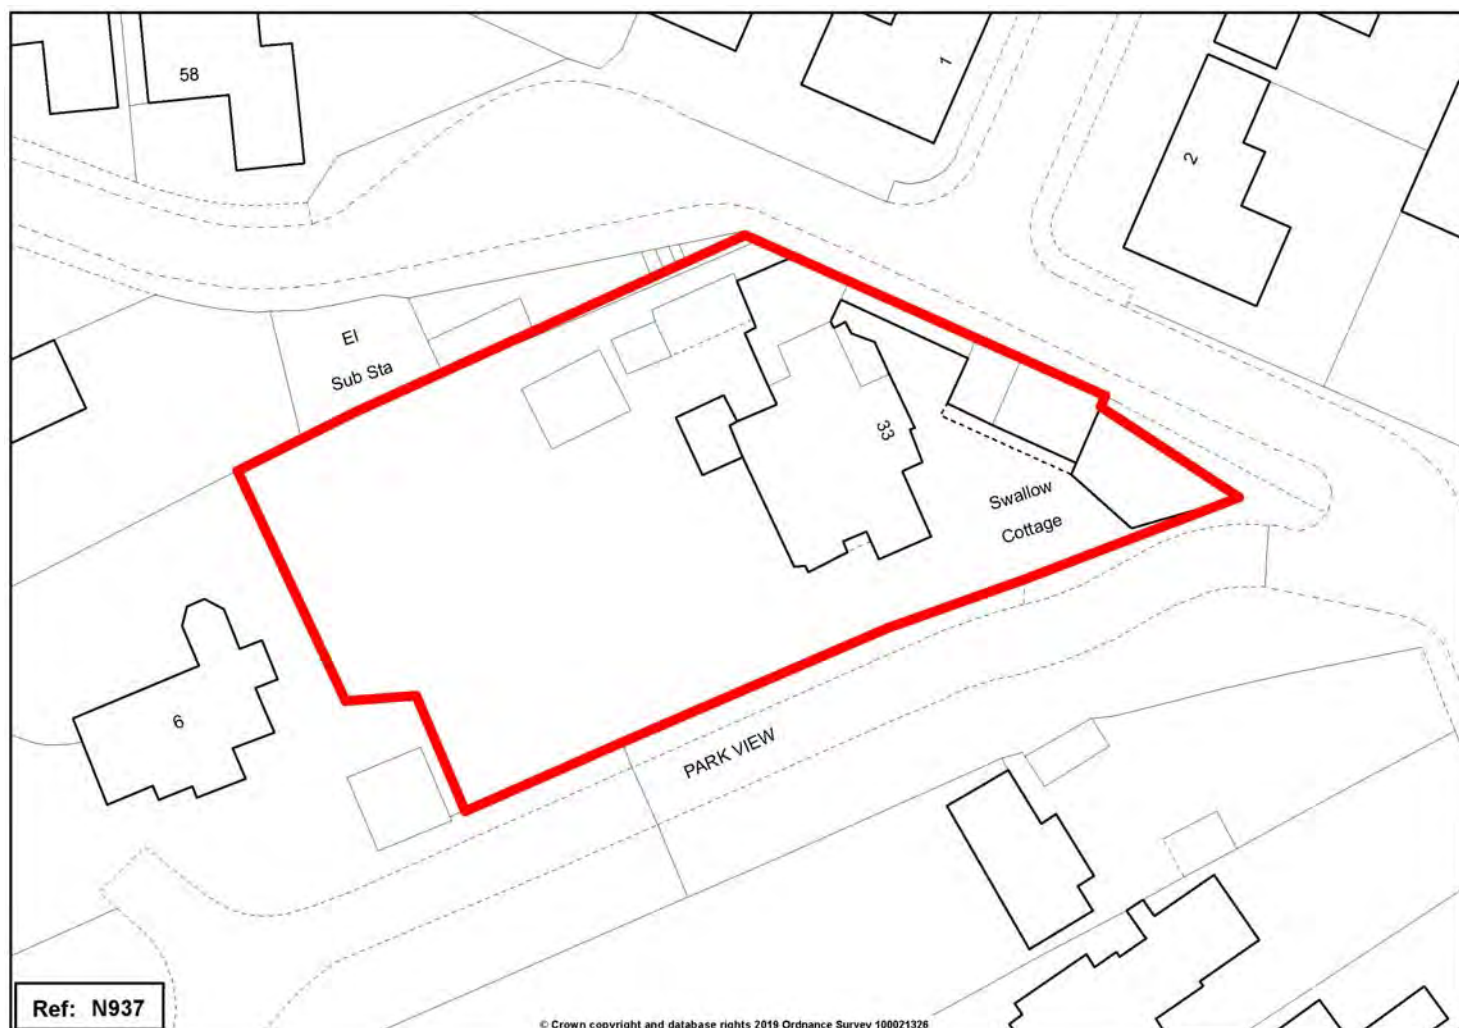 58
1
2
El
Sub Sta
33
Swallow
Cottage
6
PARK VIEW
Ref: N937
© Crown copyright and database rights 2019 Ordnance Survey 100021326